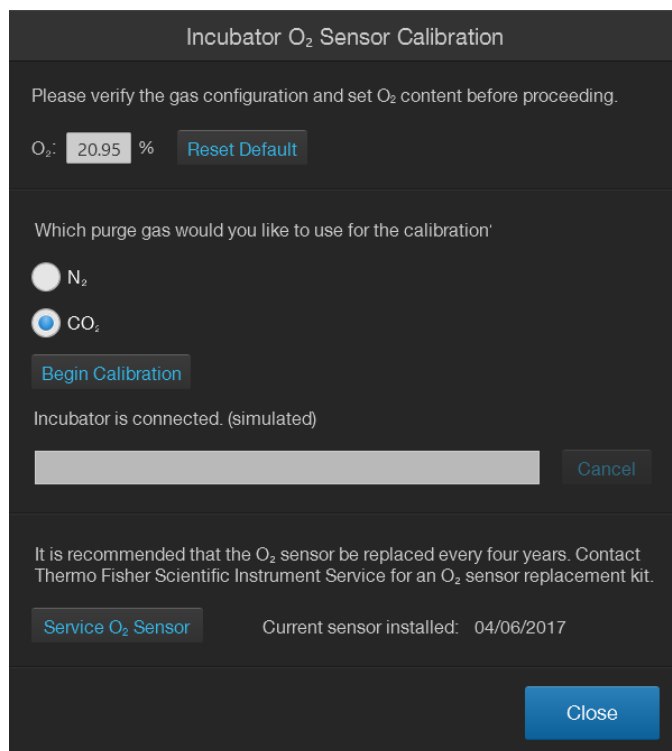 Incubator O₂ Sensor Calibration
Please verify the gas configuration and set O₂ content before proceeding.
O₂: 20.95 % Reset Default
Which purge gas would you like to use for the calibration'
N₂
CO₂
Begin Calibration
Incubator is connected. (simulated)
Cancel
It is recommended that the O₂ sensor be replaced every four years. Contact
Thermo Fisher Scientific Instrument Service for an O₂ sensor replacement kit.
Service O₂ Sensor Current sensor installed: 04/06/2017
Close